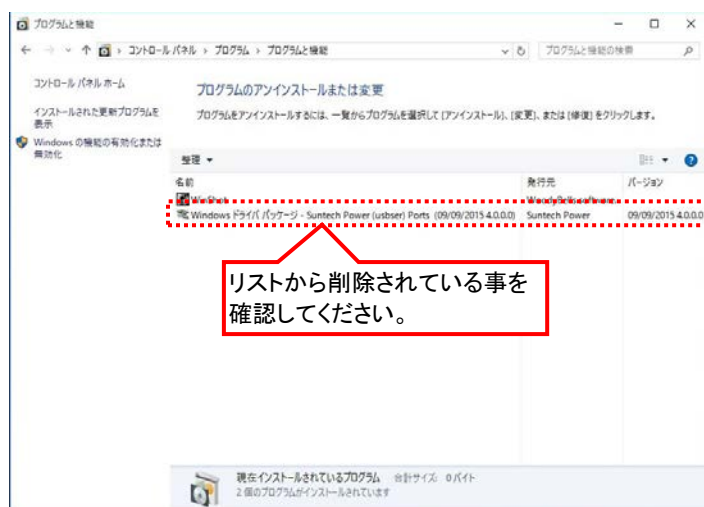 プログラムと機能
コントロール パネル › プログラム › プログラムと機能
プログラムと機能の検索
コントロール パネル ホーム
インストールされた更新プログラムを
表示
Windows の機能の有効化または
無効化
プログラムのアンインストールまたは変更
プログラムをアンインストールするには、一覧からプログラムを選択して [アンインストール]、[変更]、または [修復] をクリックします。
整理
名前 発行元 バージョン
WinShot
Windows ドライバ パッケージ - Suntech Power (usbser) Ports (09/09/2015 4.0.0.0) Suntech Power 09/09/2015 4.0.0.0
リストから削除されている事を
確認してください。
現在インストールされているプログラム 合計サイズ: 0 バイト
2 個のプログラムがインストールされています